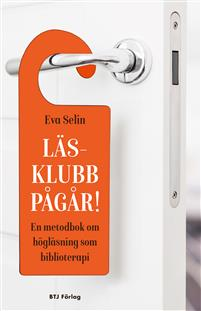 Eva Selin
LÄS-
KLUBB
PÅGÅR!
En metodbok om
högläsning som
biblioterapi
BTJ Förlag